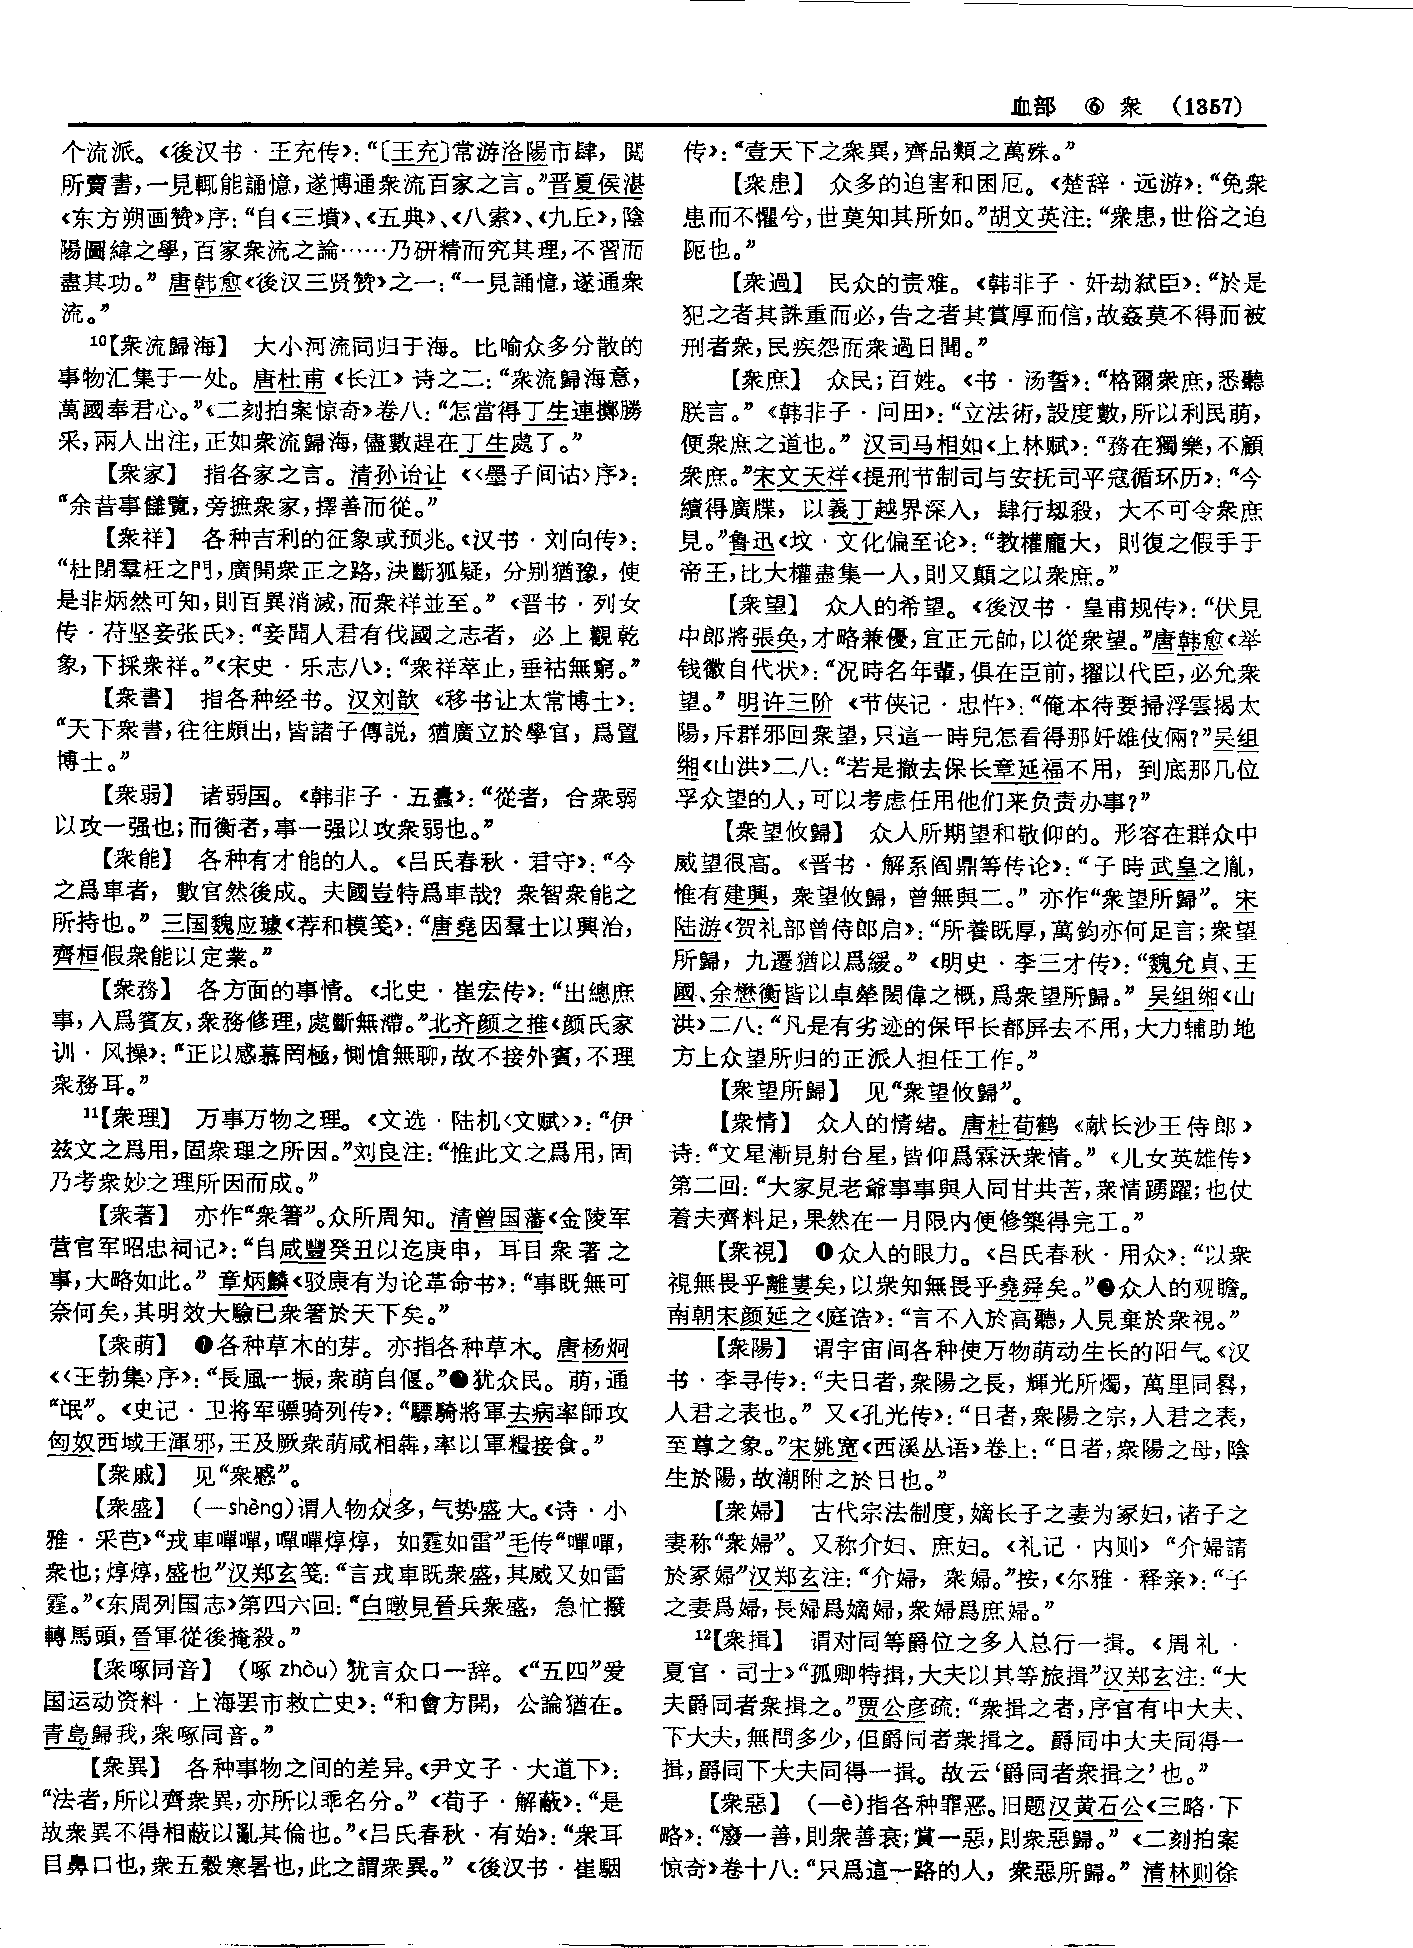 血部 ⑥ 衆 (1357)
个流派。《後汉书·王充传》：“〔王充〕常游洛陽市肆，閲
所賣書，一見輒能誦憶，遂博通衆流百家之言。”晋夏侯湛
《东方朔画赞》序：“自《三墳》、《五典》、《八索》、《九丘》，陰
陽圖緯之學，百家衆流之論……乃研精而究其理，不習而
盡其功。”唐韩愈《後汉三贤赞》之一：“一見誦憶，遂通衆
流。”
¹⁰【衆流歸海】 大小河流同归于海。比喻众多分散的
事物汇集于一处。唐杜甫《长江》诗之二：“衆流歸海意，
萬國奉君心。”《二刻拍案惊奇》卷八：“怎當得丁生連擲勝
采，兩人出注，正如衆流歸海，儘數趕在丁生處了。”
【衆家】 指各家之言。清孙诒让《〈墨子间诂〉序》：
“余昔事讎覽，旁摭衆家，擇善而從。”
【衆祥】 各种吉利的征象或预兆。《汉书·刘向传》：
“杜閉羣枉之門，廣開衆正之路，決斷狐疑，分别猶豫，使
是非炳然可知，則百異消滅，而衆祥並至。”《晋书·列女
传·苻坚妾张氏》：“妾聞人君有伐國之志者，必上觀乾
象，下採衆祥。”《宋史·乐志八》：“衆祥萃止，垂祜無窮。”
【衆書】 指各种经书。汉刘歆《移书让太常博士》：
“天下衆書，往往頗出，皆諸子傳説，猶廣立於學官，爲置
博士。”
【衆弱】 诸弱国。《韩非子·五蠹》：“從者，合衆弱
以攻一强也；而衡者，事一强以攻衆弱也。”
【衆能】 各种有才能的人。《吕氏春秋·君守》：“今
之爲車者，數官然後成。夫國豈特爲車哉？衆智衆能之
所持也。”三国魏应璩《荐和模笺》：“唐堯因羣士以興治，
齊桓假衆能以定業。”
【衆務】 各方面的事情。《北史·崔宏传》：“出總庶
事，入爲賓友，衆務修理，處斷無滯。”北齐颜之推《颜氏家
训·风操》：“正以感慕罔極，惻愴無聊，故不接外賓，不理
衆務耳。”
¹¹【衆理】 万事万物之理。《文选·陆机〈文赋〉》：“伊
兹文之爲用，固衆理之所因。”刘良注：“惟此文之爲用，固
乃考衆妙之理所因而成。”
【衆著】 亦作“衆箸”。众所周知。清曾国藩《金陵军
营官军昭忠祠记》：“自咸豐癸丑以迄庚申，耳目衆著之
事，大略如此。”章炳麟《驳康有为论革命书》：“事既無可
奈何矣，其明效大驗已衆箸於天下矣。”
【衆萌】 ❶各种草木的芽。亦指各种草木。唐杨炯
《〈王勃集〉序》：“長風一振，衆萌自偃。”❷犹众民。萌，通
“氓”。《史记·卫将军骠骑列传》：“驃騎將軍去病率師攻
匈奴西域王渾邪，王及厥衆萌咸相犇，率以軍糧接食。”
【衆戚】 见“衆慼”。
【衆盛】 （—shèng）谓人物众多，气势盛大。《诗·小
雅·采芑》“戎車嘽嘽，嘽嘽焞焞，如霆如雷”毛传“嘽嘽，
衆也；焞焞，盛也”汉郑玄笺：“言戎車既衆盛，其威又如雷
霆。”《东周列国志》第四六回：“白暾見晉兵衆盛，急忙撥
轉馬頭，晉軍從後掩殺。”
【衆啄同音】 （啄 zhòu）犹言众口一辞。《“五四”爱
国运动资料·上海罢市救亡史》：“和會方開，公論猶在。
青島歸我，衆啄同音。”
【衆異】 各种事物之间的差异。《尹文子·大道下》：
“法者，所以齊衆異，亦所以乖名分。”《荀子·解蔽》：“是
故衆異不得相蔽以亂其倫也。”《吕氏春秋·有始》：“衆耳
目鼻口也，衆五穀寒暑也，此之謂衆異。”《後汉书·崔駰
传》：“壹天下之衆異，齊品類之萬殊。”
【衆患】 众多的迫害和困厄。《楚辞·远游》：“免衆
患而不懼兮，世莫知其所如。”胡文英注：“衆患，世俗之迫
阨也。”
【衆過】 民众的责难。《韩非子·奸劫弑臣》：“於是
犯之者其誅重而必，告之者其賞厚而信，故姦莫不得而被
刑者衆，民疾怨而衆過日聞。”
【衆庶】 众民；百姓。《书·汤誓》：“格爾衆庶，悉聽
朕言。”《韩非子·问田》：“立法術，設度數，所以利民萌，
便衆庶之道也。”汉司马相如《上林赋》：“務在獨樂，不顧
衆庶。”宋文天祥《提刑节制司与安抚司平寇循环历》：“今
續得廣牒，以義丁越界深入，肆行刼殺，大不可令衆庶
見。”鲁迅《坟·文化偏至论》：“教權龐大，則復之假手于
帝王，比大權盡集一人，則又顛之以衆庶。”
【衆望】 众人的希望。《後汉书·皇甫规传》：“伏見
中郎將張奂，才略兼優，宜正元帥，以從衆望。”唐韩愈《举
钱徽自代状》：“况時名年輩，俱在臣前，擢以代臣，必允衆
望。”明许三阶《节侠记·忠忤》：“俺本待要掃浮雲揭太
陽，斥群邪回衆望，只這一時兒怎看得那奸雄伎倆？”吴组
缃《山洪》二八：“若是撤去保长章延福不用，到底那几位
孚众望的人，可以考虑任用他们来负责办事？”
【衆望攸歸】 众人所期望和敬仰的。形容在群众中
威望很高。《晋书·解系阎鼎等传论》：“于時武皇之胤，
惟有建興，衆望攸歸，曾無與二。”亦作“衆望所歸”。宋
陆游《贺礼部曾侍郎启》：“所養既厚，萬鈞亦何足言；衆望
所歸，九遷猶以爲緩。”《明史·李三才传》：“魏允貞、王
國、余懋衡皆以卓犖閎偉之概，爲衆望所歸。”吴组缃《山
洪》二八：“凡是有劣迹的保甲长都屏去不用，大力辅助地
方上众望所归的正派人担任工作。”
【衆望所歸】 见“衆望攸歸”。
【衆情】 众人的情绪。唐杜荀鹤《献长沙王侍郎》
诗：“文星漸見射台星，皆仰爲霖沃衆情。”《儿女英雄传》
第二回：“大家見老爺事事與人同甘共苦，衆情踴躍；也仗
着夫齊料足，果然在一月限内便修築得完工。”
【衆視】 ❶众人的眼力。《吕氏春秋·用众》：“以衆
視無畏乎離婁矣，以衆知無畏乎堯舜矣。”❷众人的观瞻。
南朝宋颜延之《庭诰》：“言不入於高聽，人見棄於衆視。”
【衆陽】 谓宇宙间各种使万物萌动生长的阳气。《汉
书·李寻传》：“夫日者，衆陽之長，輝光所燭，萬里同晷，
人君之表也。”又《孔光传》：“日者，衆陽之宗，人君之表，
至尊之象。”宋姚宽《西溪丛语》卷上：“日者，衆陽之母，陰
生於陽，故潮附之於日也。”
【衆婦】 古代宗法制度，嫡长子之妻为冢妇，诸子之
妻称“衆婦”。又称介妇、庶妇。《礼记·内则》“介婦請
於冢婦”汉郑玄注：“介婦，衆婦。”按，《尔雅·释亲》：“子
之妻爲婦，長婦爲嫡婦，衆婦爲庶婦。”
¹²【衆揖】 谓对同等爵位之多人总行一揖。《周礼·
夏官·司士》“孤卿特揖，大夫以其等旅揖”汉郑玄注：“大
夫爵同者衆揖之。”贾公彦疏：“衆揖之者，序官有中大夫、
下大夫，無問多少，但爵同者衆揖之。爵同中大夫同得一
揖，爵同下大夫同得一揖。故云‘爵同者衆揖之’也。”
【衆惡】 （—è）指各种罪恶。旧题汉黄石公《三略·下
略》：“廢一善，則衆善衰；賞一惡，則衆惡歸。”《二刻拍案
惊奇》卷十八：“只爲這一路的人，衆惡所歸。”清林则徐